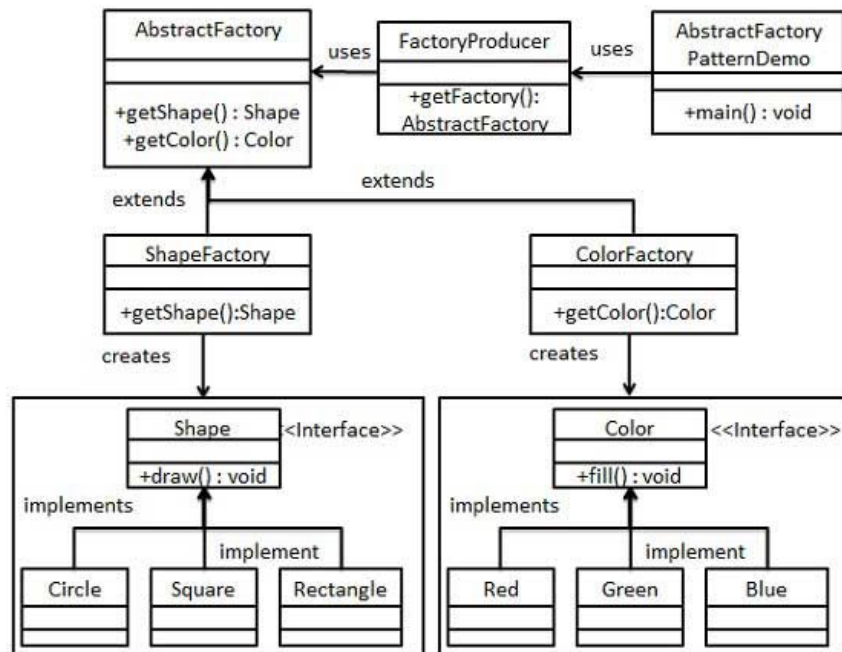 AbstractFactory
+getShape() : Shape
+getColor() : Color
uses
FactoryProducer
+getFactory():
AbstractFactory
uses
AbstractFactory
PatternDemo
+main() : void
extends
extends
ShapeFactory
+getShape():Shape
ColorFactory
+getColor():Color
creates
creates
Shape
<<Interface>>
+draw() : void
implements
implement
Circle
Square
Rectangle
Color
<<Interface>>
+fill() : void
implements
implement
Red
Green
Blue